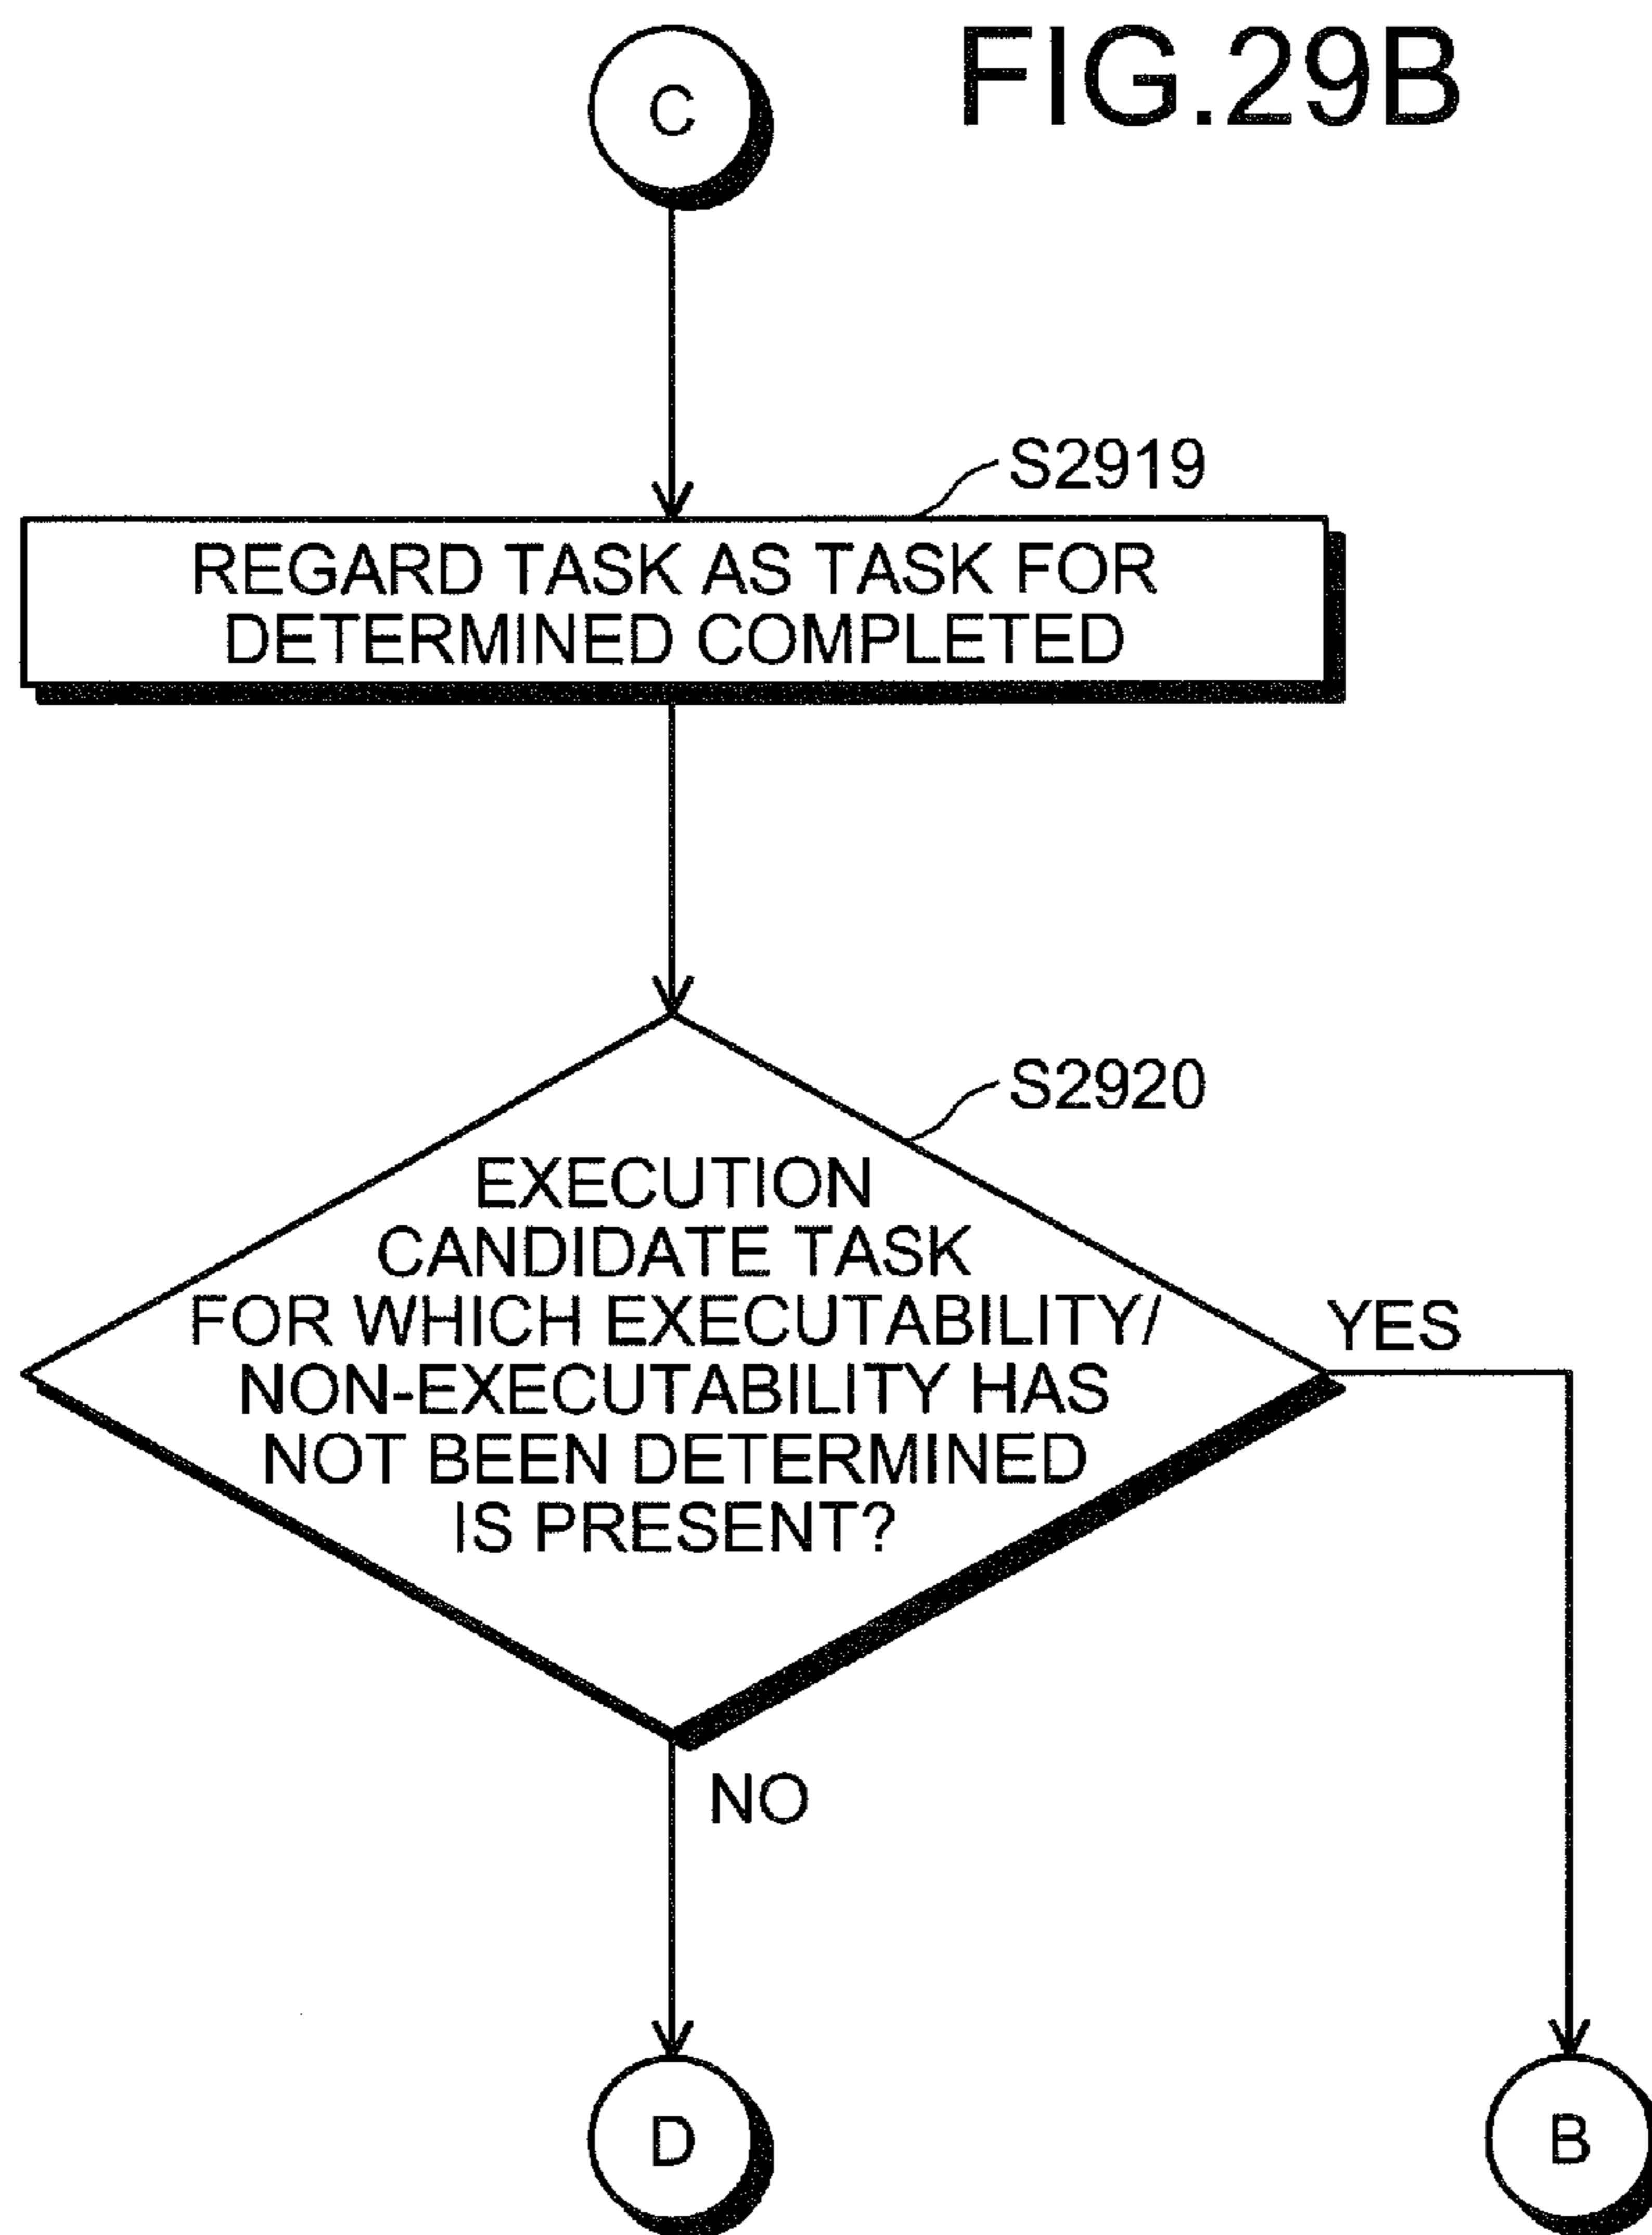 FIG.29B
C
S2919
REGARD TASK AS TASK FOR
DETERMINED COMPLETED
S2920
EXECUTION
CANDIDATE TASK
FOR WHICH EXECUTABILITY/
NON-EXECUTABILITY HAS
NOT BEEN DETERMINED
IS PRESENT?
YES
NO
D
B